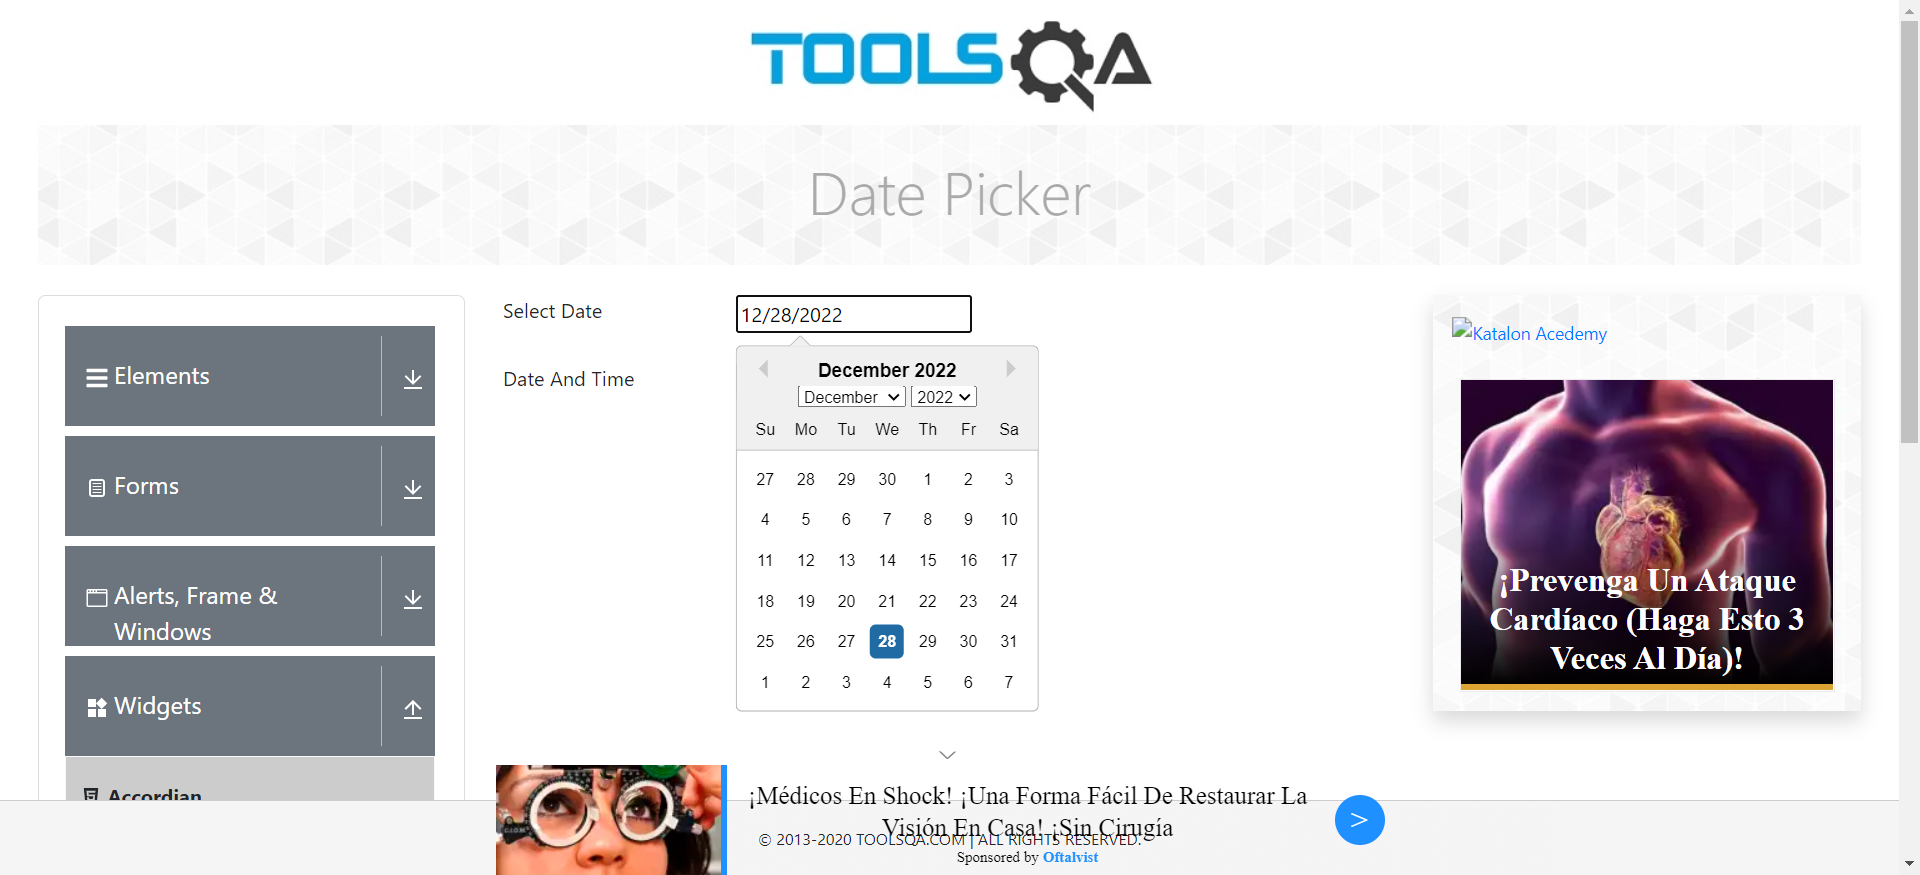 TOOLSQA
Date Picker
Select Date
12/28/2022
Date And Time
December 2022
December 2022
Su Mo Tu We Th Fr Sa
27 28 29 30 1 2 3
4 5 6 7 8 9 10
11 12 13 14 15 16 17
18 19 20 21 22 23 24
25 26 27 28 29 30 31
1 2 3 4 5 6 7
Elements
Forms
Alerts, Frame &
Windows
Widgets
Accordian
Katalon Acedemy
¡Prevenga Un Ataque
Cardíaco (Haga Esto 3
Veces Al Día)!
¡Médicos En Shock! ¡Una Forma Fácil De Restaurar La
Visión En Casa! ¡Sin Cirugía
>
© 2013-2020 TOOLSQA.COM | ALL RIGHTS RESERVED.
Sponsored by Oftalvist